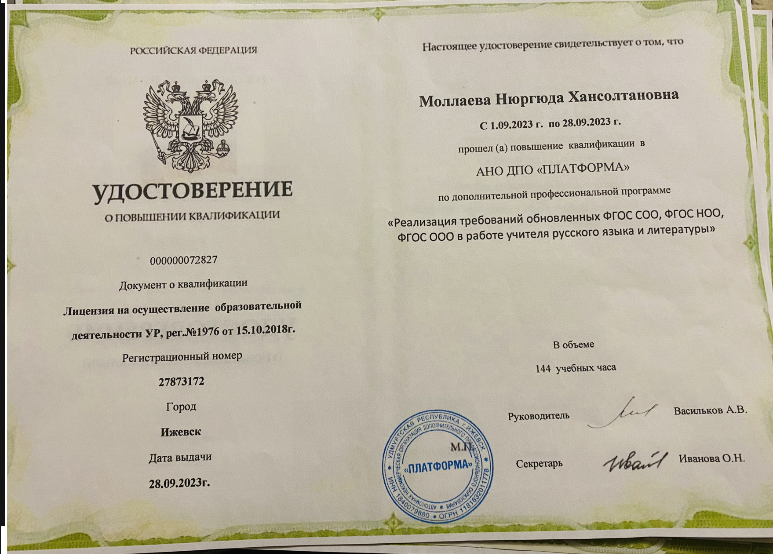 РОССИЙСКАЯ ФЕДЕРАЦИЯ
УДОСТОВЕРЕНИЕ
О ПОВЫШЕНИИ КВАЛИФИКАЦИИ
000000072827
Документ о квалификации
Лицензия на осуществление образовательной
деятельности УР, рег.№1976 от 15.10.2018г.
Регистрационный номер
27873172
Город
Ижевск
Дата выдачи
28.09.2023г.
Настоящее удостоверение свидетельствует о том, что
Моллаева Нюргюда Хансолтановна
С 1.09.2023 г. по 28.09.2023 г.
прошел (а) повышение квалификации в
АНО ДПО «ПЛАТФОРМА»
по дополнительной профессиональной программе
«Реализация требований обновленных ФГОС СОО, ФГОС НОО,
ФГОС ООО в работе учителя русского языка и литературы»
В объеме
144 учебных часа
Руководитель
Васильков А.В.
М.П.
Секретарь
Иванова О.Н.
УДМУРТСКАЯ РЕСПУБЛИКА г. ИЖЕВСК
«ПЛАТФОРМА»